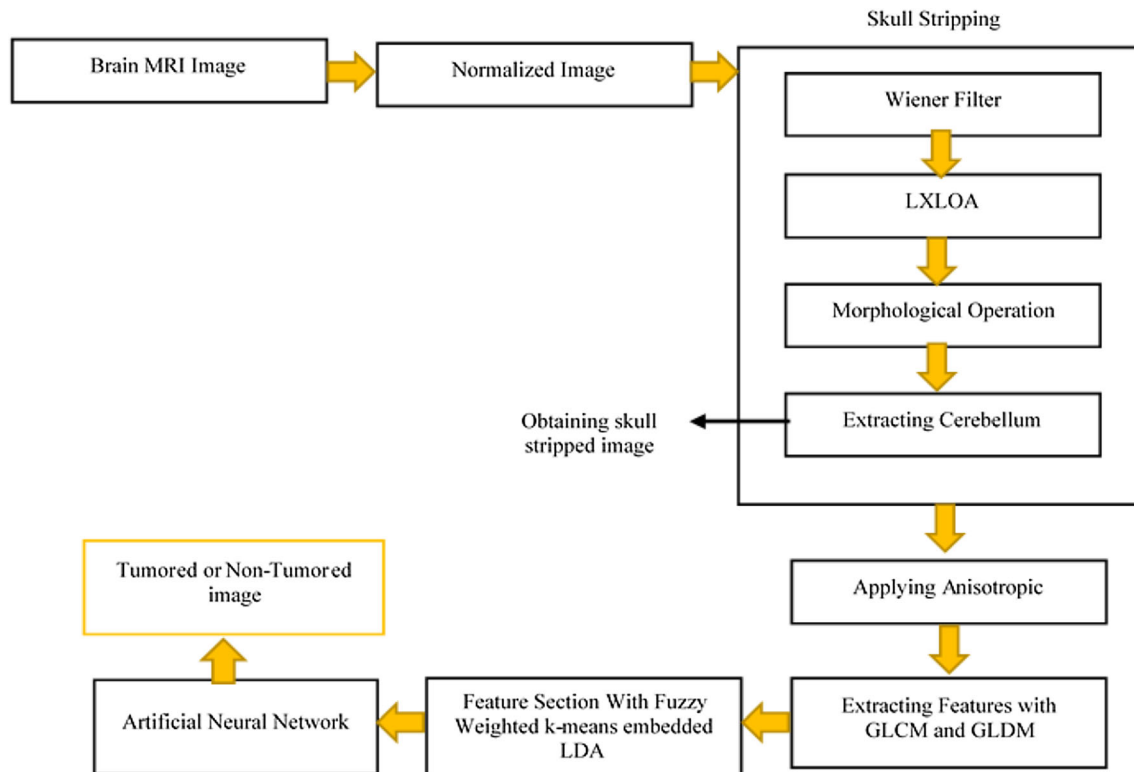 Skull Stripping
Brain MRI Image
Normalized Image
Wiener Filter
LXLOA
Morphological Operation
Extracting Cerebellum
Obtaining skull
stripped image
Applying Anisotropic
Extracting Features with
GLCM and GLDM
Feature Section With Fuzzy
Weighted k-means embedded
LDA
Artificial Neural Network
Tumored or Non-Tumored
image